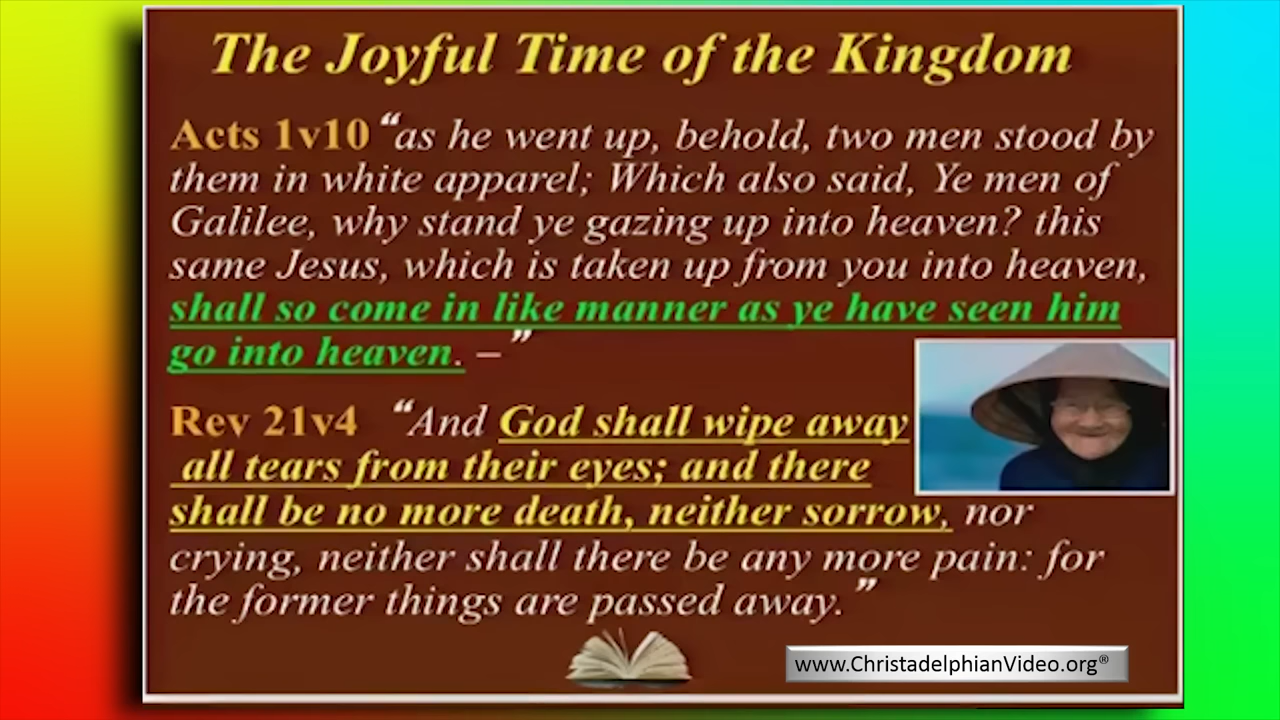 The Joyful Time of the Kingdom
Acts 1v10 “as he went up, behold, two men stood by
them in white apparel; Which also said, Ye men of
Galilee, why stand ye gazing up into heaven? this
same Jesus, which is taken up from you into heaven,
shall so come in like manner as ye have seen him
go into heaven. – ”
Rev 21v4 “And God shall wipe away
all tears from their eyes; and there
shall be no more death, neither sorrow, nor
crying, neither shall there be any more pain: for
the former things are passed away.”
www.ChristadelphianVideo.org®